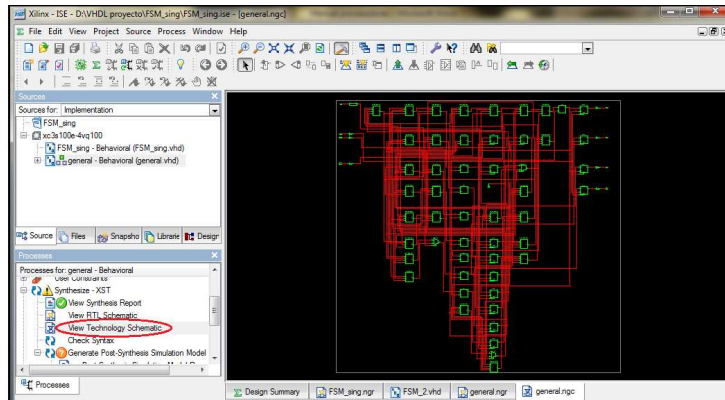 Xilinx - ISE - D:\VHDL proyecto\FSM_sing\FSM_sing.ise - [general.ngc]
File Edit View Project Source Process Window Help
Sources
Sources for: Implementation
FSM_sing
xc3s100e-4vq100
FSM_sing - Behavioral (FSM_sing.vhd)
general - Behavioral (general.vhd)
Source Files Snapsho Librarie Design
Processes
Processes for: general - Behavioral
User Constraints
Synthesize - XST
View Synthesis Report
View RTL Schematic
View Technology Schematic
Check Syntax
Generate Post-Synthesis Simulation Model
Processes
Design Summary FSM_sing.ngr FSM_2.vhd general.ngr general.ngc